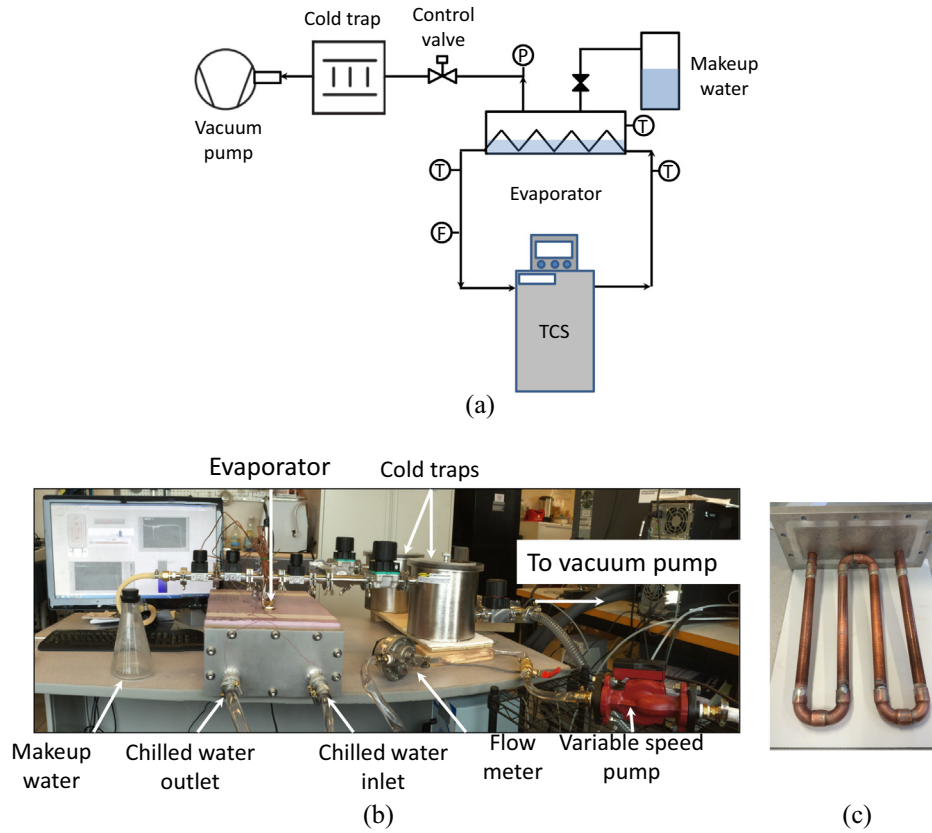 Cold trap
Control
valve
P
Makeup
water
Vacuum
pump
T
T
T
Evaporator
F
TCS
(a)
Evaporator
Cold traps
To vacuum pump
Makeup
water
Chilled water
outlet
Chilled water
inlet
Flow
meter
Variable speed
pump
(b)
(c)